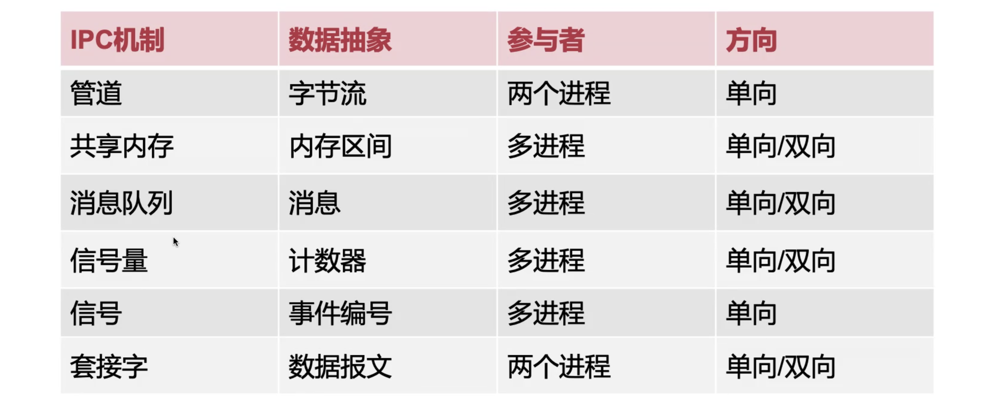 IPC机制 数据抽象 参与者 方向
管道 字节流 两个进程 单向
共享内存 内存区间 多进程 单向/双向
消息队列 消息 多进程 单向/双向
信号量 计数器 多进程 单向/双向
信号 事件编号 多进程 单向
套接字 数据报文 两个进程 单向/双向